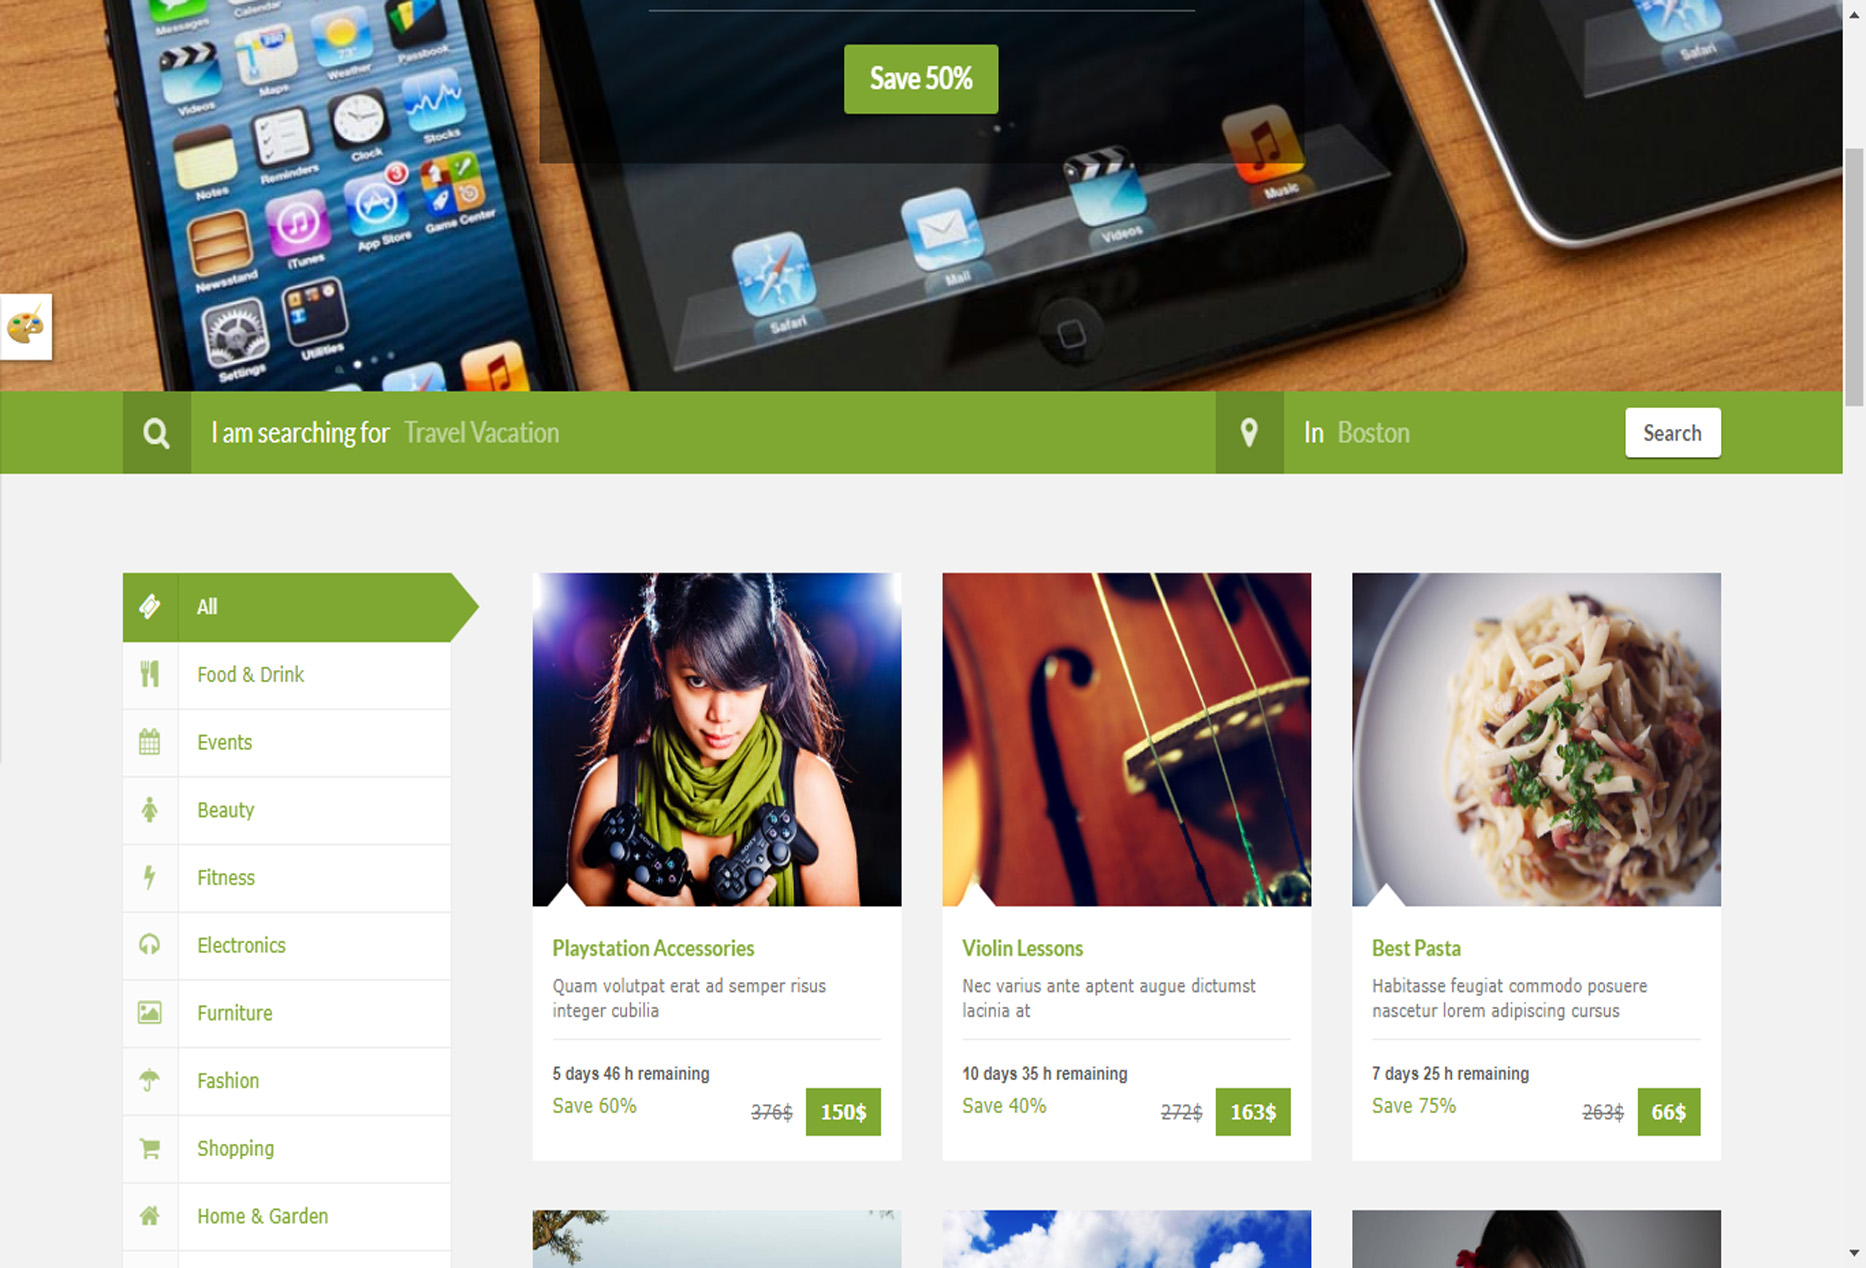 Messages
Calendar
Passbook
Videos
Maps
73°
Weather
Stocks
Notes
Reminders
Clock
3
Newsstand
iTunes
App Store
Game Center
Settings
Utilities
Save 50%
Safari
Mail
Videos
Music
Safari
I am searching for Travel Vacation
In Boston
Search
All
Food & Drink
Events
Beauty
Fitness
Electronics
Furniture
Fashion
Shopping
Home & Garden
SONY
SONY
Playstation Accessories
Quam volutpat erat ad semper risus
integer cubilia
5 days 46 h remaining
Save 60%
376$ 150$
Violin Lessons
Nec varius ante aptent augue dictumst
lacinia at
10 days 35 h remaining
Save 40%
272$ 163$
Best Pasta
Habitasse feugiat commodo posuere
nascetur lorem adipiscing cursus
7 days 25 h remaining
Save 75%
263$ 66$